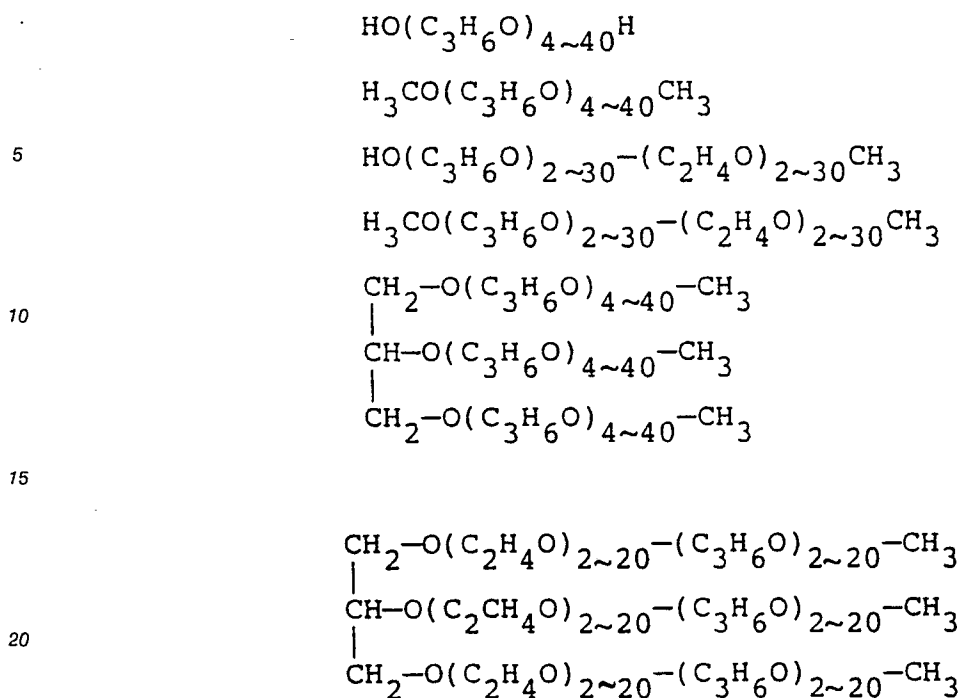 HO(C₃H₆O)₄~₄₀H
H₃CO(C₃H₆O)₄~₄₀CH₃
5 HO(C₃H₆O)₂~₃₀—(C₂H₄O)₂~₃₀CH₃
H₃CO(C₃H₆O)₂~₃₀—(C₂H₄O)₂~₃₀CH₃
CH₂—O(C₃H₆O)₄~₄₀—CH₃
10
CH—O(C₃H₆O)₄~₄₀—CH₃
CH₂—O(C₃H₆O)₄~₄₀—CH₃
15
CH₂—O(C₂H₄O)₂~₂₀—(C₃H₆O)₂~₂₀—CH₃
CH—O(C₂CH₄O)₂~₂₀—(C₃H₆O)₂~₂₀—CH₃
20
CH₂—O(C₂H₄O)₂~₂₀—(C₃H₆O)₂~₂₀—CH₃